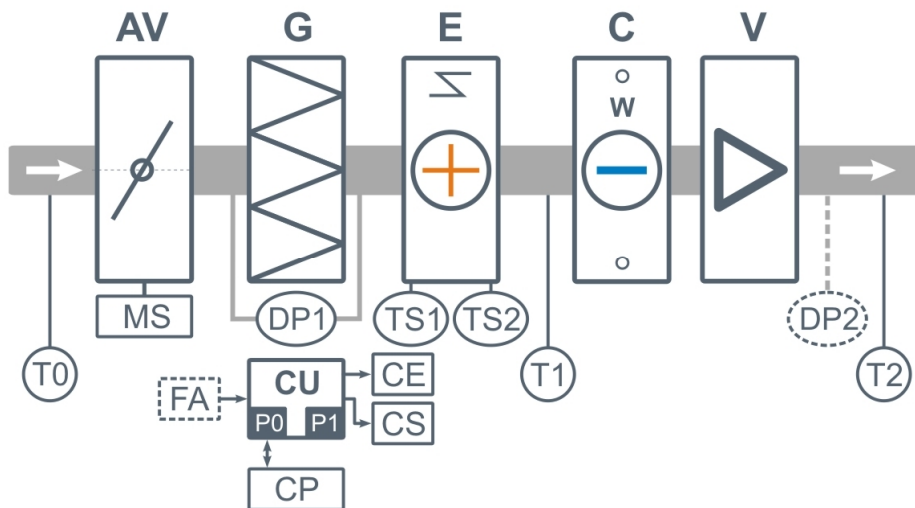 AV G E C V
W
MS DP1 TS1 TS2 DP2
T0 T1 T2
FA CU CE
P0 P1 CS
CP